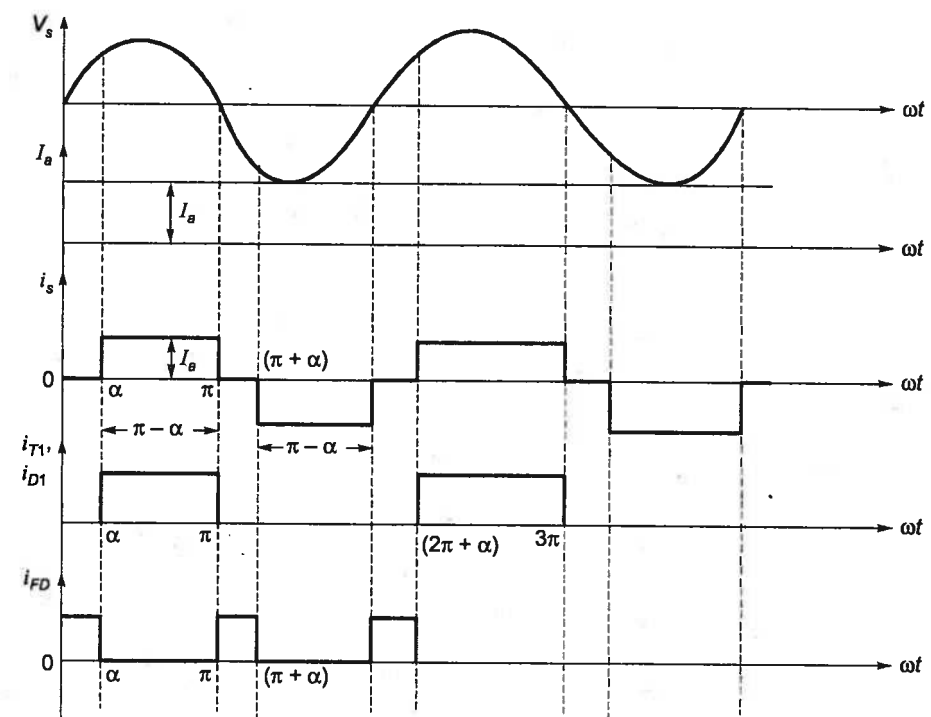 V_s
ωt
I_a
I_a
ωt
i_s
I_a
(π + α)
0
α π
ωt
π – α
π – α
i_T1,
i_D1
α π
(2π + α) 3π
ωt
i_FD
0
α π (π + α)
ωt